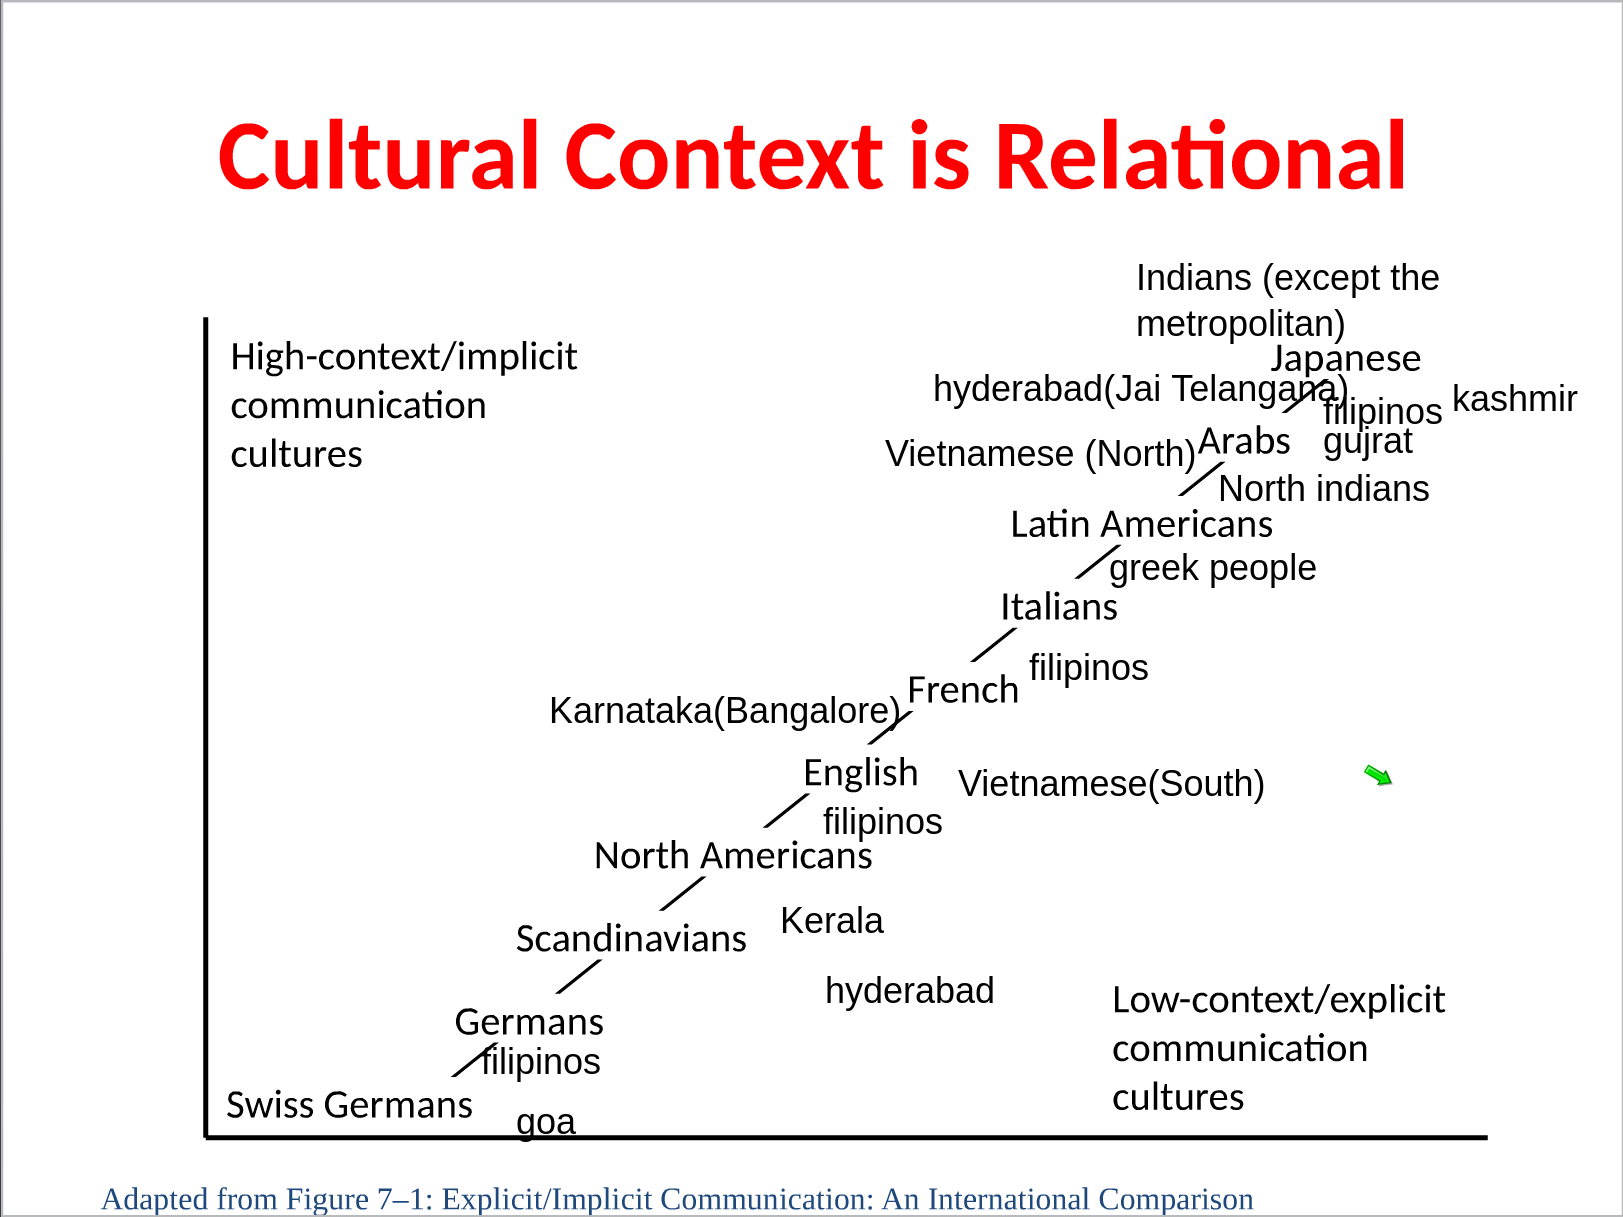 Cultural Context is Relational
Indians (except the
metropolitan)
High-context/implicit
communication
cultures
Japanese
hyderabad(Jai Telangana)
kashmir
filipinos
gujrat
Vietnamese (North)
Arabs
North indians
Latin Americans
greek people
Italians
filipinos
French
Karnataka(Bangalore)
English
Vietnamese(South)
filipinos
North Americans
Kerala
Scandinavians
hyderabad
Low-context/explicit
communication
cultures
Germans
filipinos
Swiss Germans
goa
Adapted from Figure 7–1: Explicit/Implicit Communication: An International Comparison